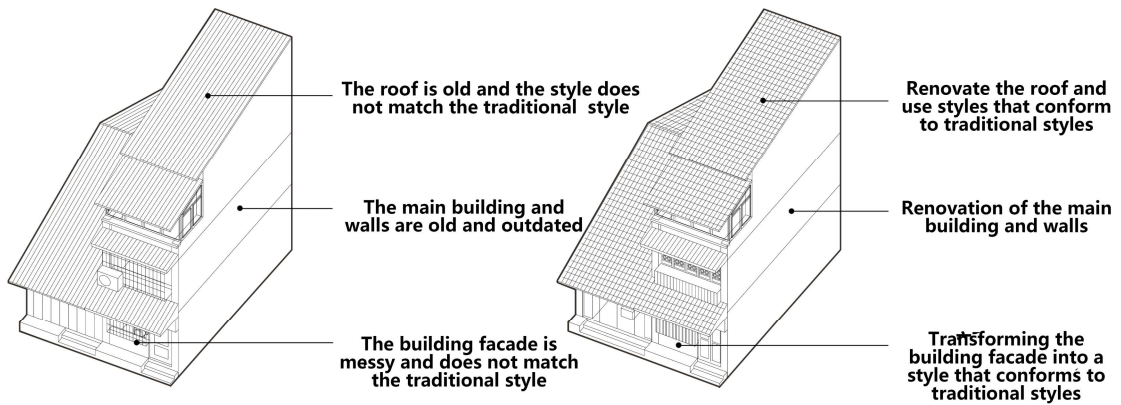 The roof is old and the style does
not match the traditional style
The main building and
walls are old and outdated
The building facade is
messy and does not match
the traditional style
Renovate the roof and
use styles that conform
to traditional styles
Renovation of the main
building and walls
Transforming the
building facade into a
style that conforms to
traditional styles